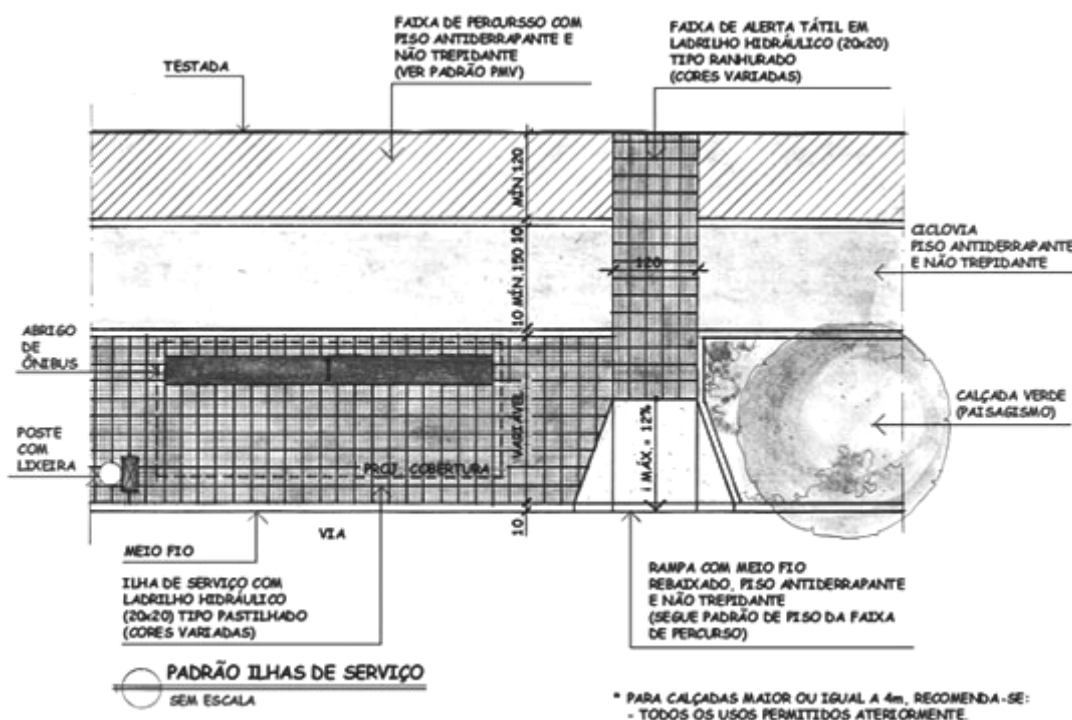 FAIXA DE PERCURSSO COM
PISO ANTIDERRAPANTE E
NÃO TREPIDANTE
(VER PADRÃO PMV)
FAIXA DE ALERTA TÁTIL EM
LADRILHO HIDRÁULICO (20x20)
TIPO RANHURADO
(CORES VARIADAS)
TESTADA
MÍN.120
10
MÍN.150
10
120
CICLOVIA
PISO ANTIDERRAPANTE
E NÃO TREPIDANTE
ABRIGO
DE
ÔNIBUS
VARIÁVEL
i MÁX. = 12%
CALÇADA VERDE
(PAISAGISMO)
POSTE
COM
LIXEIRA
PROJ. COBERTURA
10
VIA
MEIO FIO
ILHA DE SERVIÇO COM
LADRILHO HIDRÁULICO
(20x20) TIPO PASTILHADO
(CORES VARIADAS)
RAMPA COM MEIO FIO
REBAIXADO, PISO ANTIDERRAPANTE
E NÃO TREPIDANTE
(SEGUE PADRÃO DE PISO DA FAIXA
DE PERCURSO)
PADRÃO ILHAS DE SERVIÇO
SEM ESCALA
* PARA CALÇADAS MAIOR OU IGUAL A 4m, RECOMENDA-SE:
- TODOS OS USOS PERMITIDOS ATERIORMENTE.